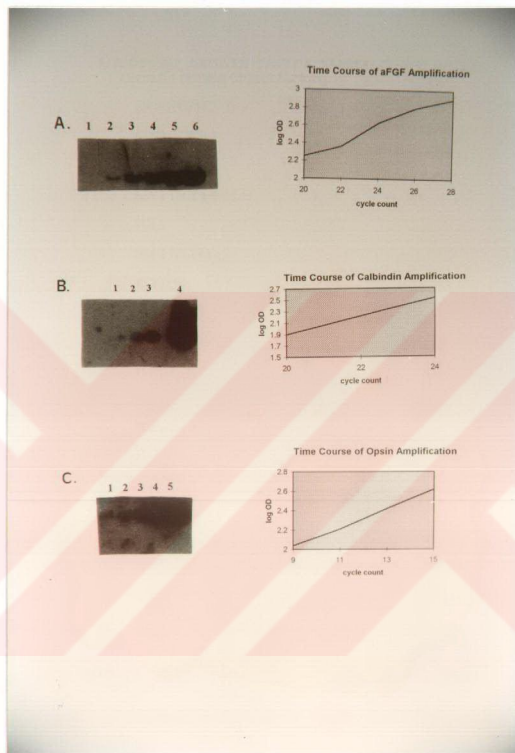 Time Course of aFGF Amplification
A.
1 2 3 4 5 6
log OD
3
2.8
2.6
2.4
2.2
2
20 22 24 26 28
cycle count
B.
1 2 3 4
Time Course of Calbindin Amplification
log OD
2.7
2.5
2.3
2.1
1.9
1.7
1.5
20 22 24
cycle count
C.
1 2 3 4 5
Time Course of Opsin Amplification
log OD
2.8
2.6
2.4
2.2
2
9 11 13 15
cycle count